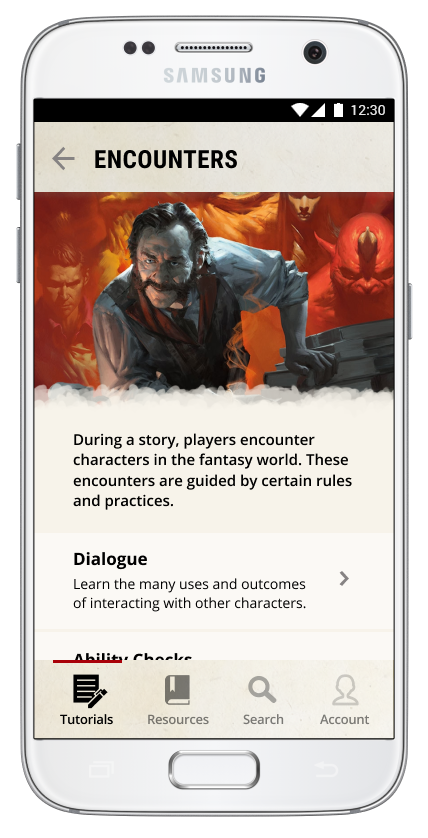 SAMSUNG
12:30
ENCOUNTERS
During a story, players encounter
characters in the fantasy world. These
encounters are guided by certain rules
and practices.
Dialogue
Learn the many uses and outcomes
of interacting with other characters.
Ability Checks
Tutorials
Resources
Search
Account